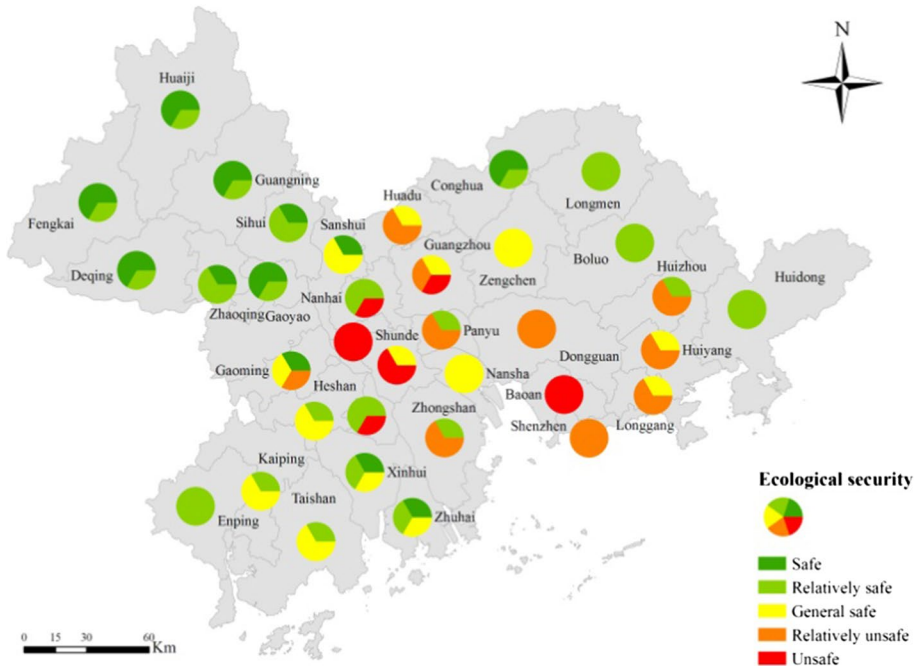 N
Huaiji
Conghua
Guangning
Huadu
Longmen
Fengkai
Sihui
Sanshui
Guangzhou
Boluo
Zengchen
Huizhou
Deqing
Huidong
Nanhai
Zhaoqing
Gaoyao
Shunde
Panyu
Huiyang
Dongguan
Gaoming
Nansha
Heshan
Baoan
Zhongshan
Shenzhen
Longgang
Kaiping
Xinhui
Taishan
Enping
Zhuhai
Ecological security
Safe
Relatively safe
General safe
Relatively unsafe
Unsafe
0 15 30 60
Km